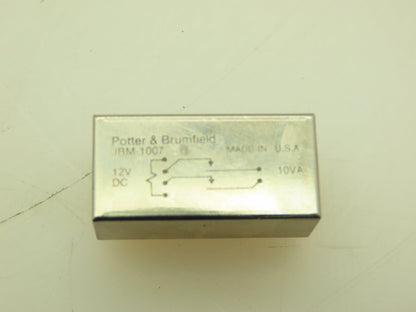 Potter & Brumfield
JRM-1007 MADE IN U.S.A
12V 10VA
DC